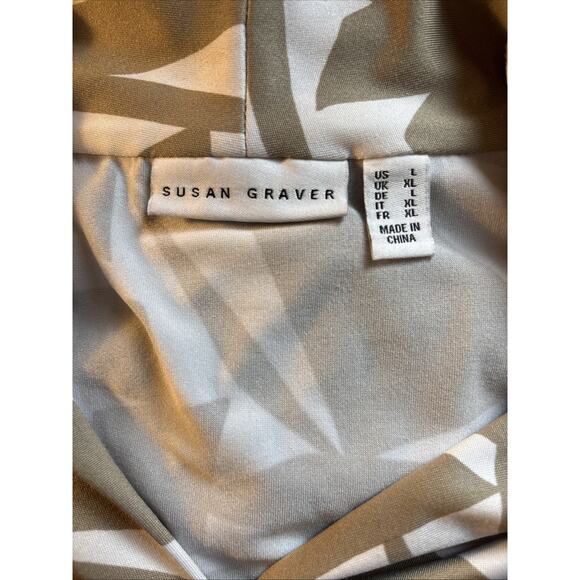 SUSAN GRAVER
US L
UK XL
DE L
IT XL
FR XL
MADE IN
CHINA